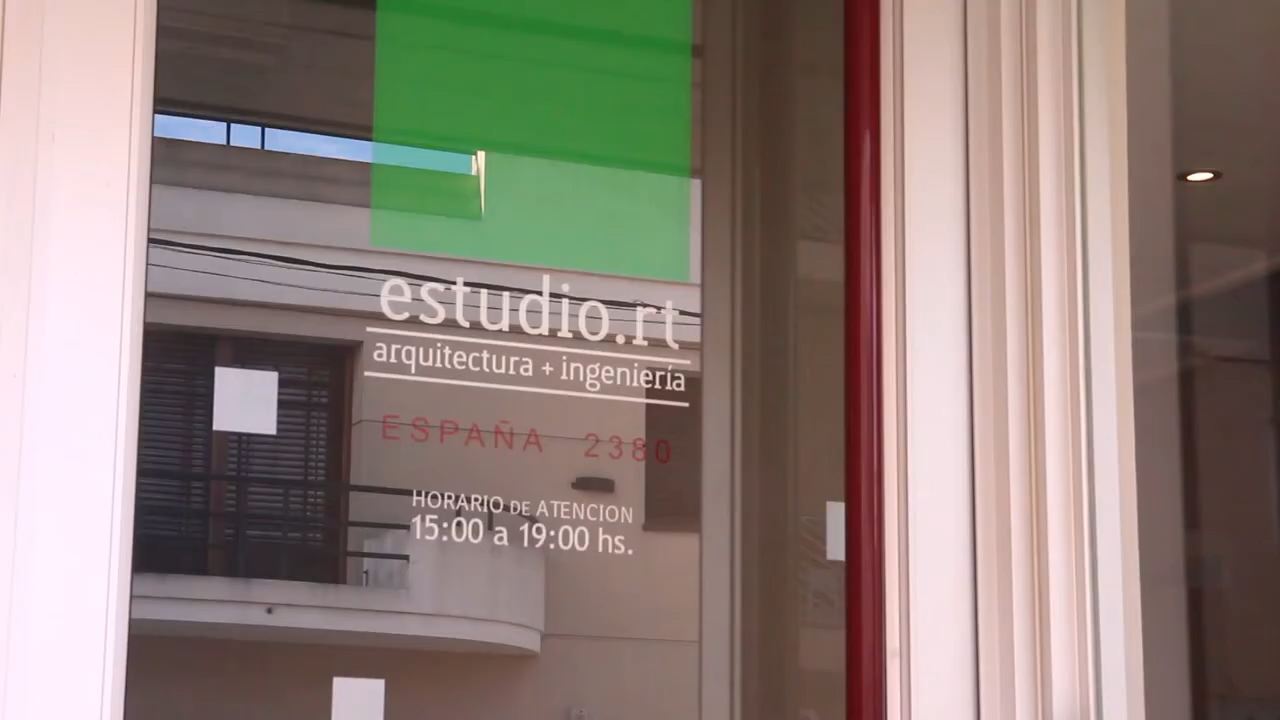 estudio.rt
arquitectura + ingeniería
ESPAÑA 2380
HORARIO DE ATENCION
15:00 a 19:00 hs.